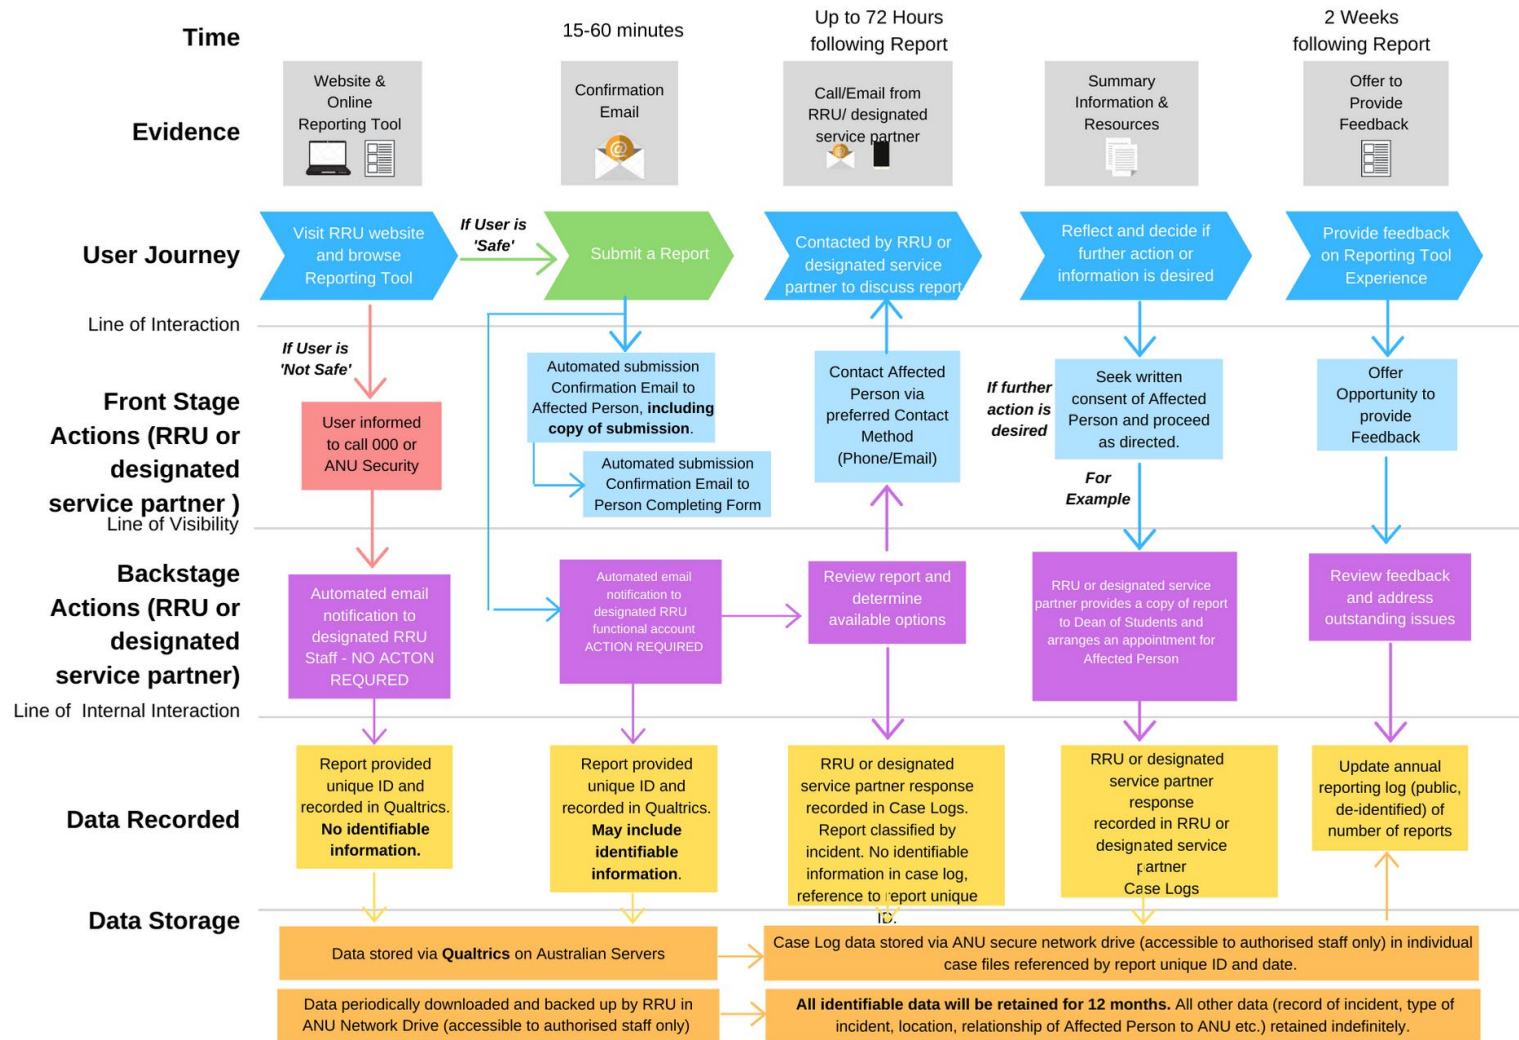 Time
15-60 minutes
Up to 72 Hours
following Report
2 Weeks
following Report
Evidence
Website &
Online
Reporting Tool
Confirmation
Email
Call/Email from
RRU/ designated
service partner
Summary
Information &
Resources
Offer to
Provide
Feedback
User Journey
Visit RRU website
and browse
Reporting Tool
If User is
'Safe'
Submit a Report
Contacted by RRU or
designated service
partner to discuss report
Reflect and decide if
further action or
information is desired
Provide feedback
on Reporting Tool
Experience
Line of Interaction
If User is
'Not Safe'
Front Stage
Actions (RRU or
designated
service partner )
User informed
to call 000 or
ANU Security
Automated submission
Confirmation Email to
Affected Person, including
copy of submission.
Automated submission
Confirmation Email to
Person Completing Form
Contact Affected
Person via
preferred Contact
Method
(Phone/Email)
If further
action is
desired
Seek written
consent of Affected
Person and proceed
as directed.
For
Example
Offer
Opportunity to
provide
Feedback
Line of Visibility
Backstage
Actions (RRU or
designated
service partner)
Automated email
notification to
designated RRU
Staff - NO ACTON
REQURED
Automated email
notification to
designated RRU
functional account
ACTION REQUIRED
Review report and
determine
available options
RRU or designated service
partner provides a copy of report
to Dean of Students and
arranges an appointment for
Affected Person
Review feedback
and address
outstanding issues
Line of  Internal Interaction
Data Recorded
Report provided
unique ID and
recorded in Qualtrics.
No identifiable
information.
Report provided
unique ID and
recorded in Qualtrics.
May include
identifiable
information.
RRU or designated
service partner response
recorded in Case Logs.
Report classified by
incident. No identifiable
information in case log,
reference to report unique
ID.
RRU or designated
service partner
response
recorded in RRU or
designated service
partner
Case Logs
Update annual
reporting log (public,
de-identified) of
number of reports
Data Storage
Data stored via Qualtrics on Australian Servers
Case Log data stored via ANU secure network drive (accessible to authorised staff only) in individual
case files referenced by report unique ID and date.
Data periodically downloaded and backed up by RRU in
ANU Network Drive (accessible to authorised staff only)
All identifiable data will be retained for 12 months. All other data (record of incident, type of
incident, location, relationship of Affected Person to ANU etc.) retained indefinitely.